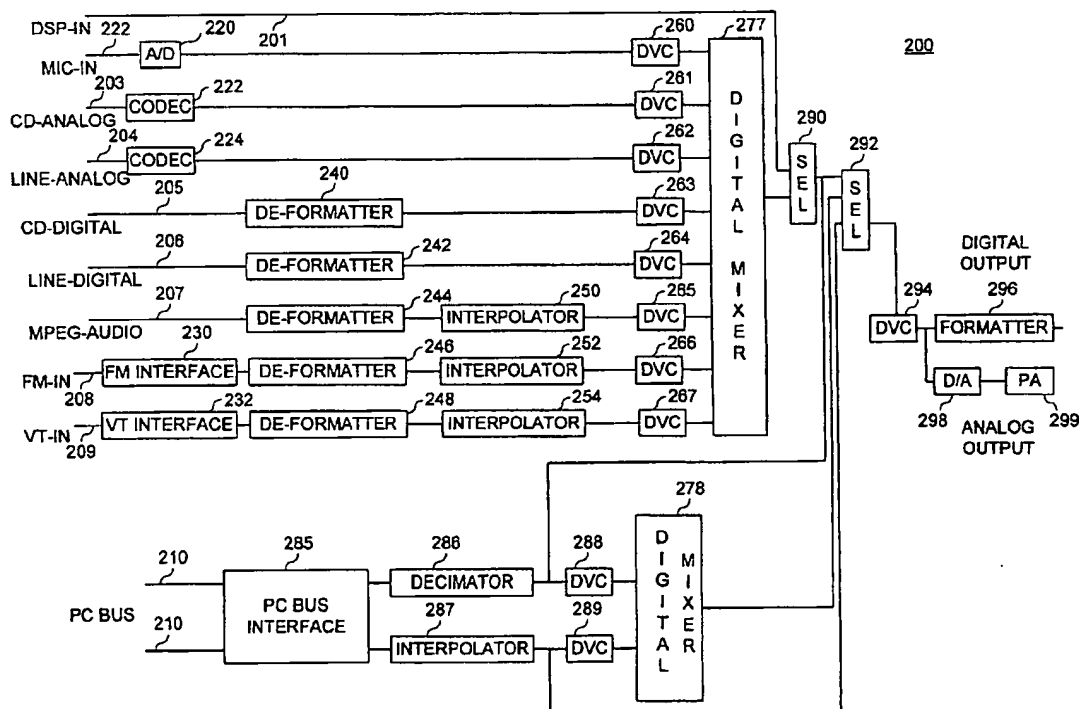 DSP-IN
201
222
A/D
220
MIC-IN
260
DVC
277
200
203
CODEC
222
CD-ANALOG
261
DVC
204
CODEC
224
LINE-ANALOG
262
DVC
205
240
DE-FORMATTER
CD-DIGITAL
263
DVC
206
DE-FORMATTER
242
LINE-DIGITAL
264
DVC
207
DE-FORMATTER
244
INTERPOLATOR
250
MPEG-AUDIO
265
DVC
FM-IN
208
230
FM INTERFACE
DE-FORMATTER
246
INTERPOLATOR
252
266
DVC
VT-IN
209
232
VT INTERFACE
DE-FORMATTER
248
INTERPOLATOR
254
267
DVC
DIGITAL MIXER
290
SEL
292
SEL
DIGITAL
OUTPUT
294
DVC
296
FORMATTER
D/A
298
PA
299
ANALOG
OUTPUT
PC BUS
210
210
285
PC BUS
INTERFACE
286
DECIMATOR
287
INTERPOLATOR
288
DVC
289
DVC
278
DIGITAL
MIXER